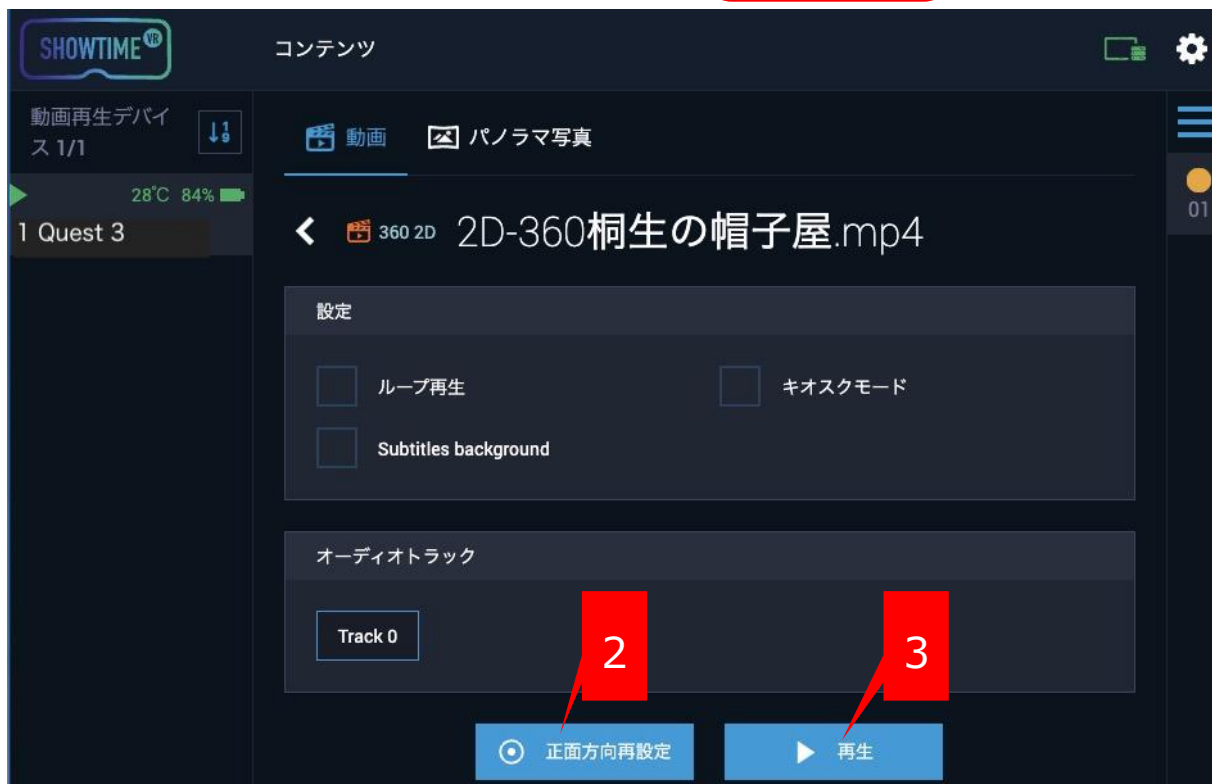 SHOWTIME VR
コンテンツ
動画再生デバイ
ス 1/1
動画
パノラマ写真
28°C 84%
1 Quest 3
01
360 2D 2D-360桐生の帽子屋.mp4
設定
ループ再生
キオスクモード
Subtitles background
オーディオトラック
Track 0
2
3
正面方向再設定
再生